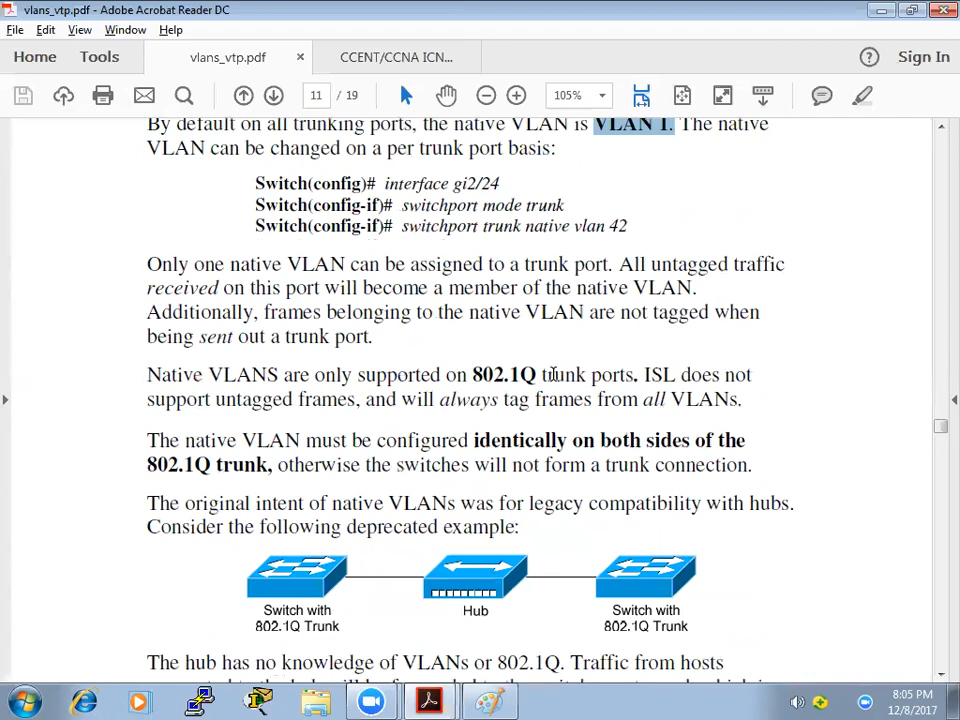 vlans_vtp.pdf - Adobe Acrobat Reader DC
File Edit View Window Help
Home Tools vlans_vtp.pdf × CCENT/CCNA ICN... Sign In
11 / 19 105%
By default on all trunking ports, the native VLAN is VLAN 1. The native
VLAN can be changed on a per trunk port basis:
Switch(config)# interface gi2/24
Switch(config-if)# switchport mode trunk
Switch(config-if)# switchport trunk native vlan 42
Only one native VLAN can be assigned to a trunk port. All untagged traffic
received on this port will become a member of the native VLAN.
Additionally, frames belonging to the native VLAN are not tagged when
being sent out a trunk port.
Native VLANS are only supported on 802.1Q trunk ports. ISL does not
support untagged frames, and will always tag frames from all VLANs.
The native VLAN must be configured identically on both sides of the
802.1Q trunk, otherwise the switches will not form a trunk connection.
The original intent of native VLANs was for legacy compatibility with hubs.
Consider the following deprecated example:
Switch with Hub Switch with
802.1Q Trunk 802.1Q Trunk
The hub has no knowledge of VLANs or 802.1Q. Traffic from hosts
8:05 PM
12/8/2017